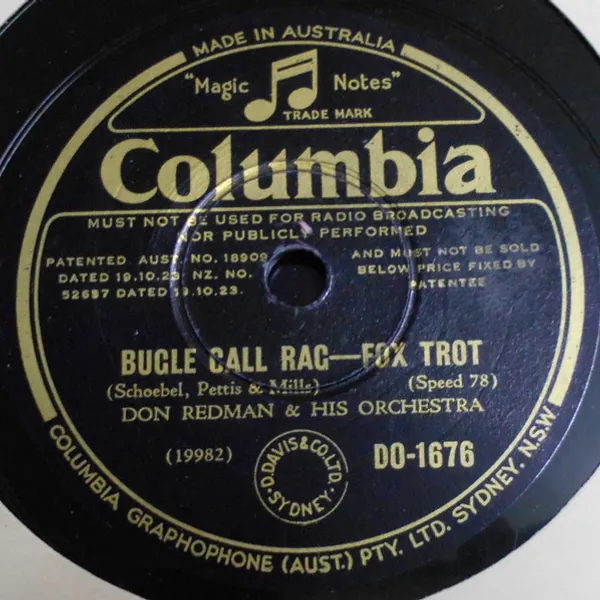 MADE IN AUSTRALIA
"Magic Notes"
TRADE MARK
Columbia
MUST NOT BE USED FOR RADIO BROADCASTING
NOR PUBLICLY PERFORMED
PATENTED AUST. NO. 18909
DATED 19.10.23 NZ. NO.
52687 DATED 19.10.23.
AND MUST NOT BE SOLD
BELOW PRICE FIXED BY
PATENTEE
BUGLE CALL RAG—FOX TROT
(Schoebel, Pettis & Mills) (Speed 78)
DON REDMAN & HIS ORCHESTRA
(19982)
D. DAVIS & CO. LTD.
SYDNEY.
DO-1676
COLUMBIA GRAPHOPHONE (AUST.) PTY. LTD. SYDNEY. N.S.W.